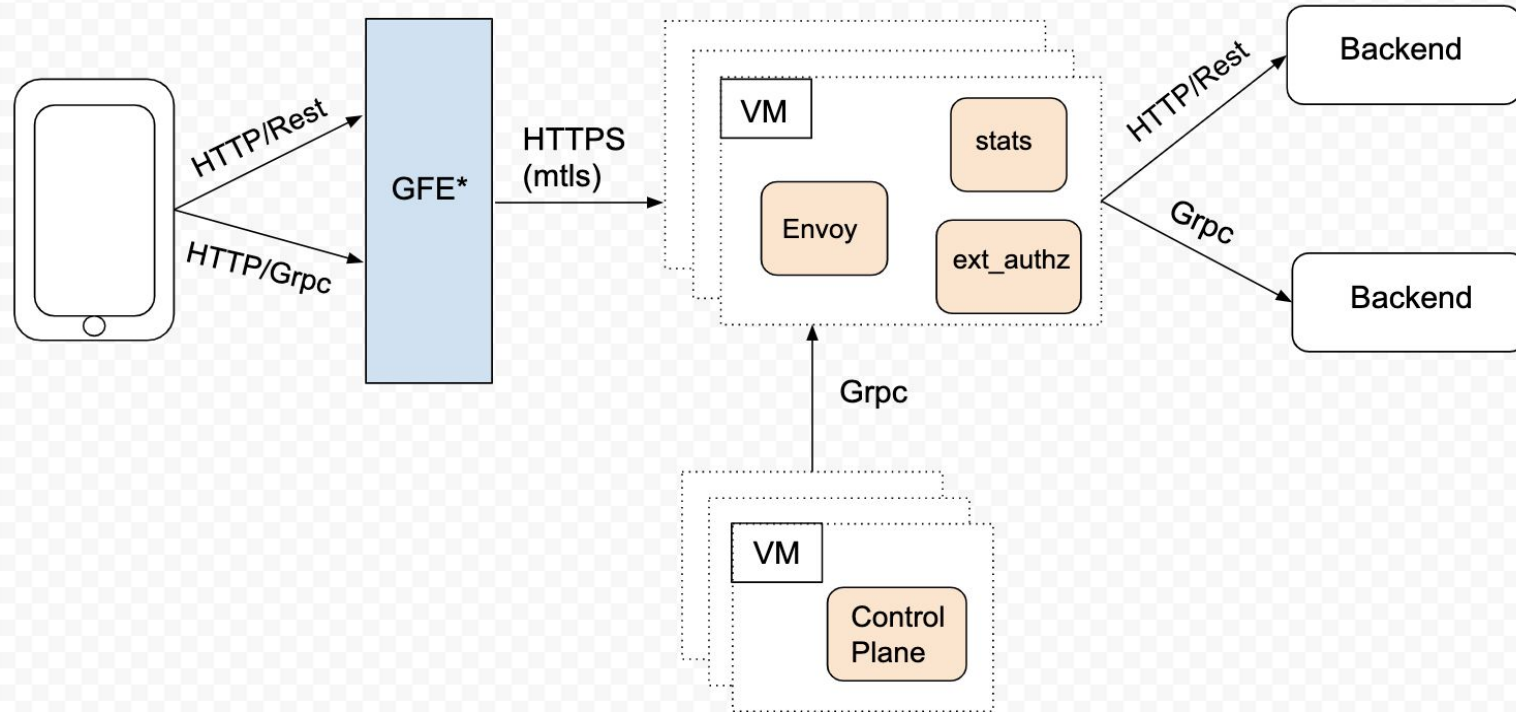 HTTP/Rest
HTTP/Grpc
GFE*
HTTPS
(mtls)
VM
stats
Envoy
ext_authz
HTTP/Rest
Grpc
Backend
Backend
Grpc
VM
Control
Plane